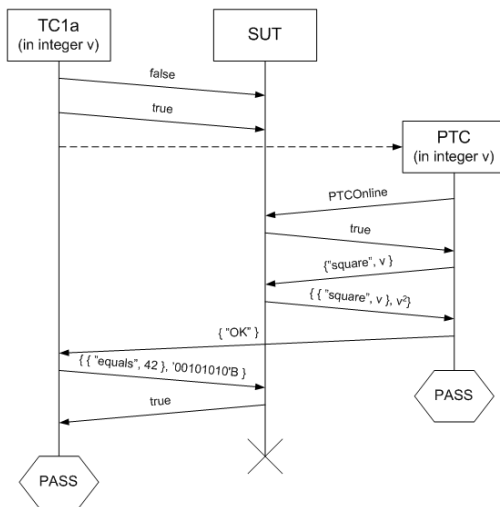 TC1a
(in integer v)
SUT
false
true
PTC
(in integer v)
PTCOnline
true
{"square", v }
{ { "square", v }, v²}
{ "OK" }
{ { "equals", 42 }, '00101010'B }
true
PASS
PASS